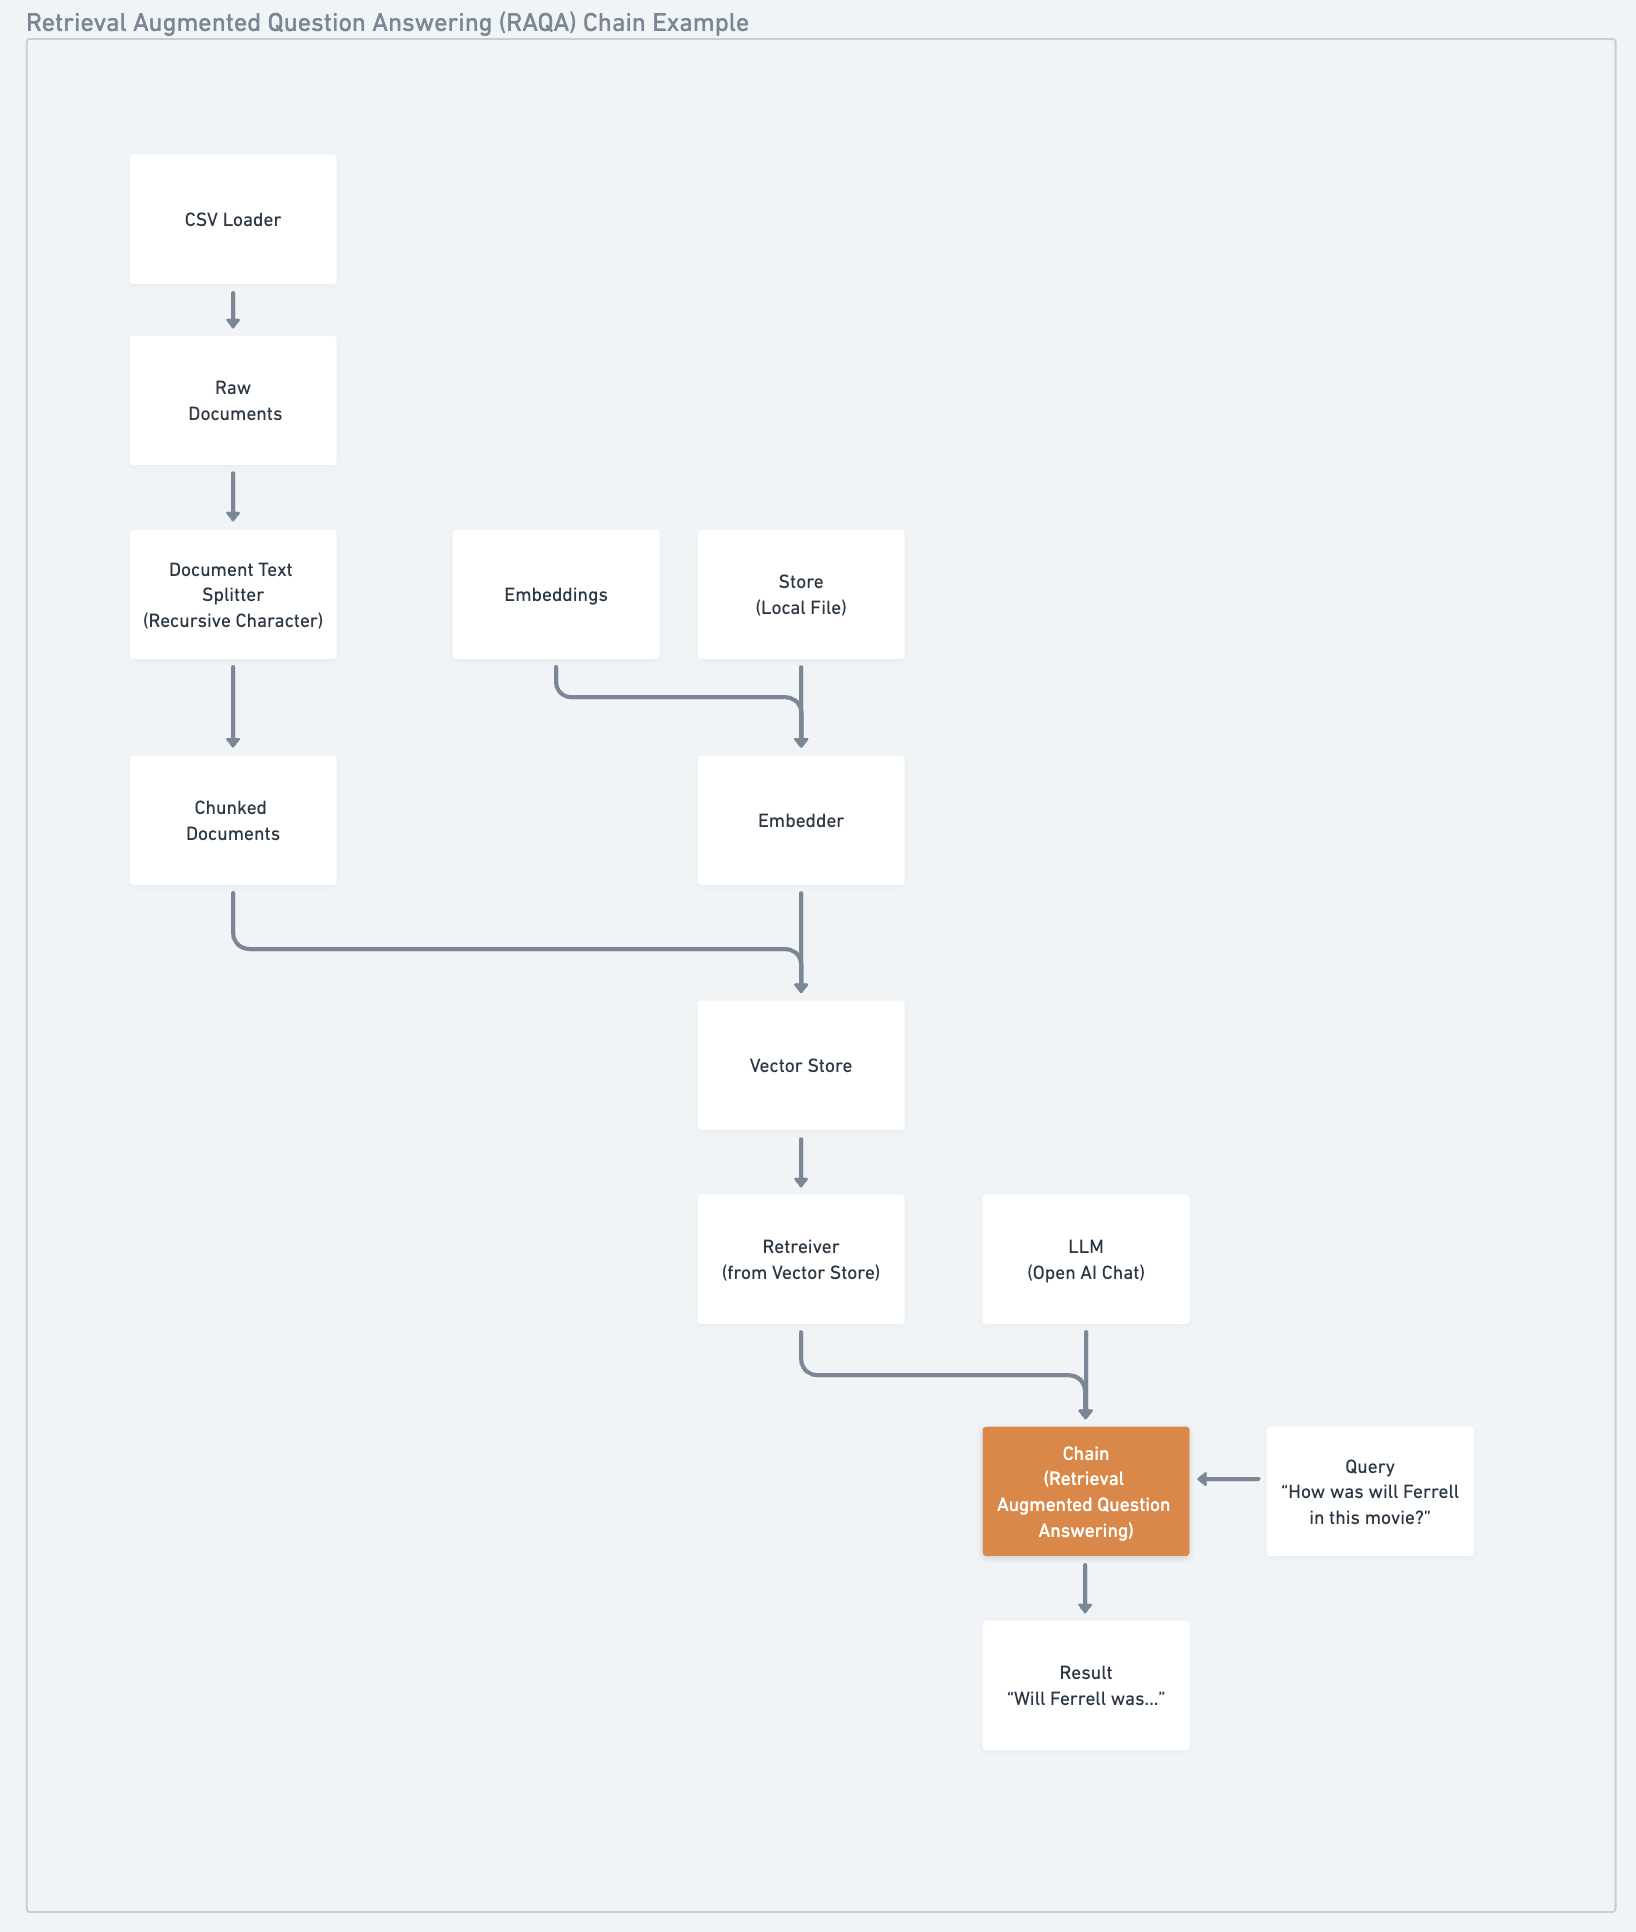 Retrieval Augmented Question Answering (RAQA) Chain Example
CSV Loader
Raw
Documents
Document Text
Splitter
(Recursive Character)
Embeddings
Store
(Local File)
Chunked
Documents
Embedder
Vector Store
Retreiver
(from Vector Store)
LLM
(Open AI Chat)
Chain
(Retrieval
Augmented Question
Answering)
Query
“How was will Ferrell
in this movie?”
Result
“Will Ferrell was...”